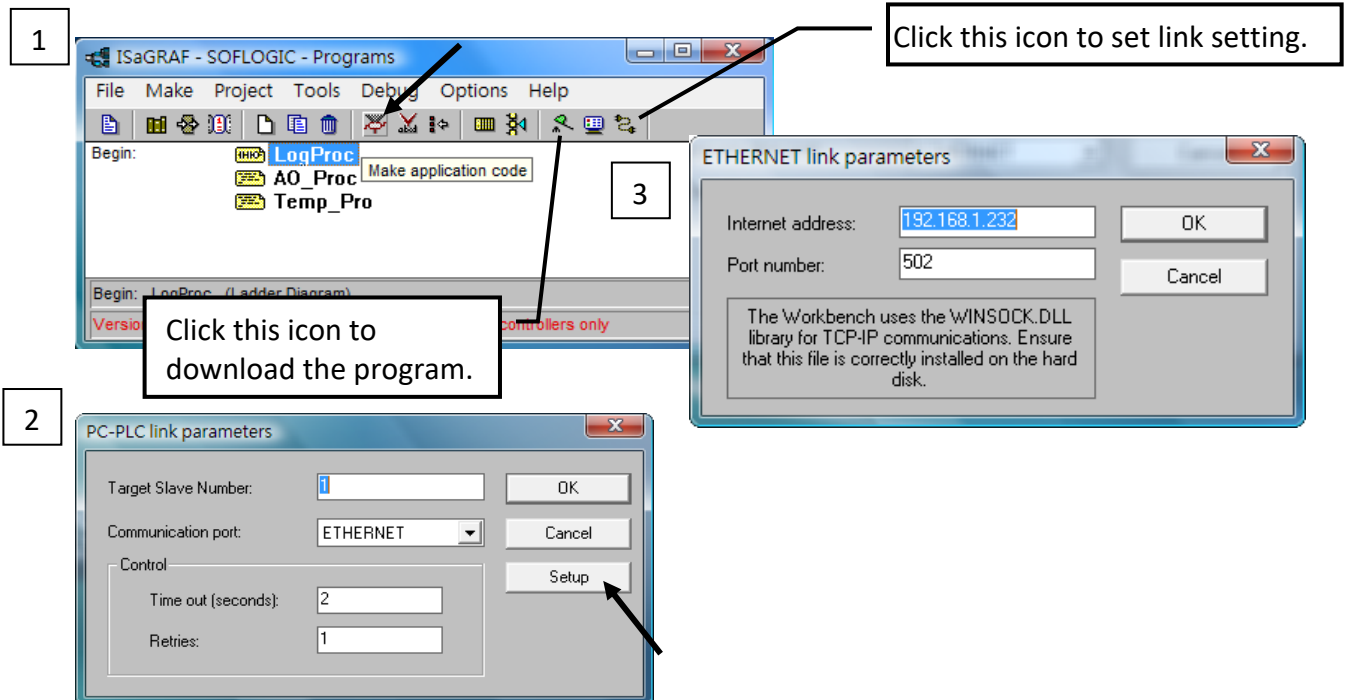 1
ISaGRAF - SOFLOGIC - Programs
File Make Project Tools Debug Options Help
Begin:
LogProc
AO_Proc
Temp_Pro
Make application code
Begin: LogProc (Ladder Diagram)
controllers only
Click this icon to set link setting.
Click this icon to
download the program.
3
ETHERNET link parameters
Internet address: 192.168.1.232
Port number: 502
OK
Cancel
The Workbench uses the WINSOCK.DLL
library for TCP-IP communications. Ensure
that this file is correctly installed on the hard
disk.
2
PC-PLC link parameters
Target Slave Number: 1
Communication port: ETHERNET
Control
Time out (seconds): 2
Retries: 1
OK
Cancel
Setup